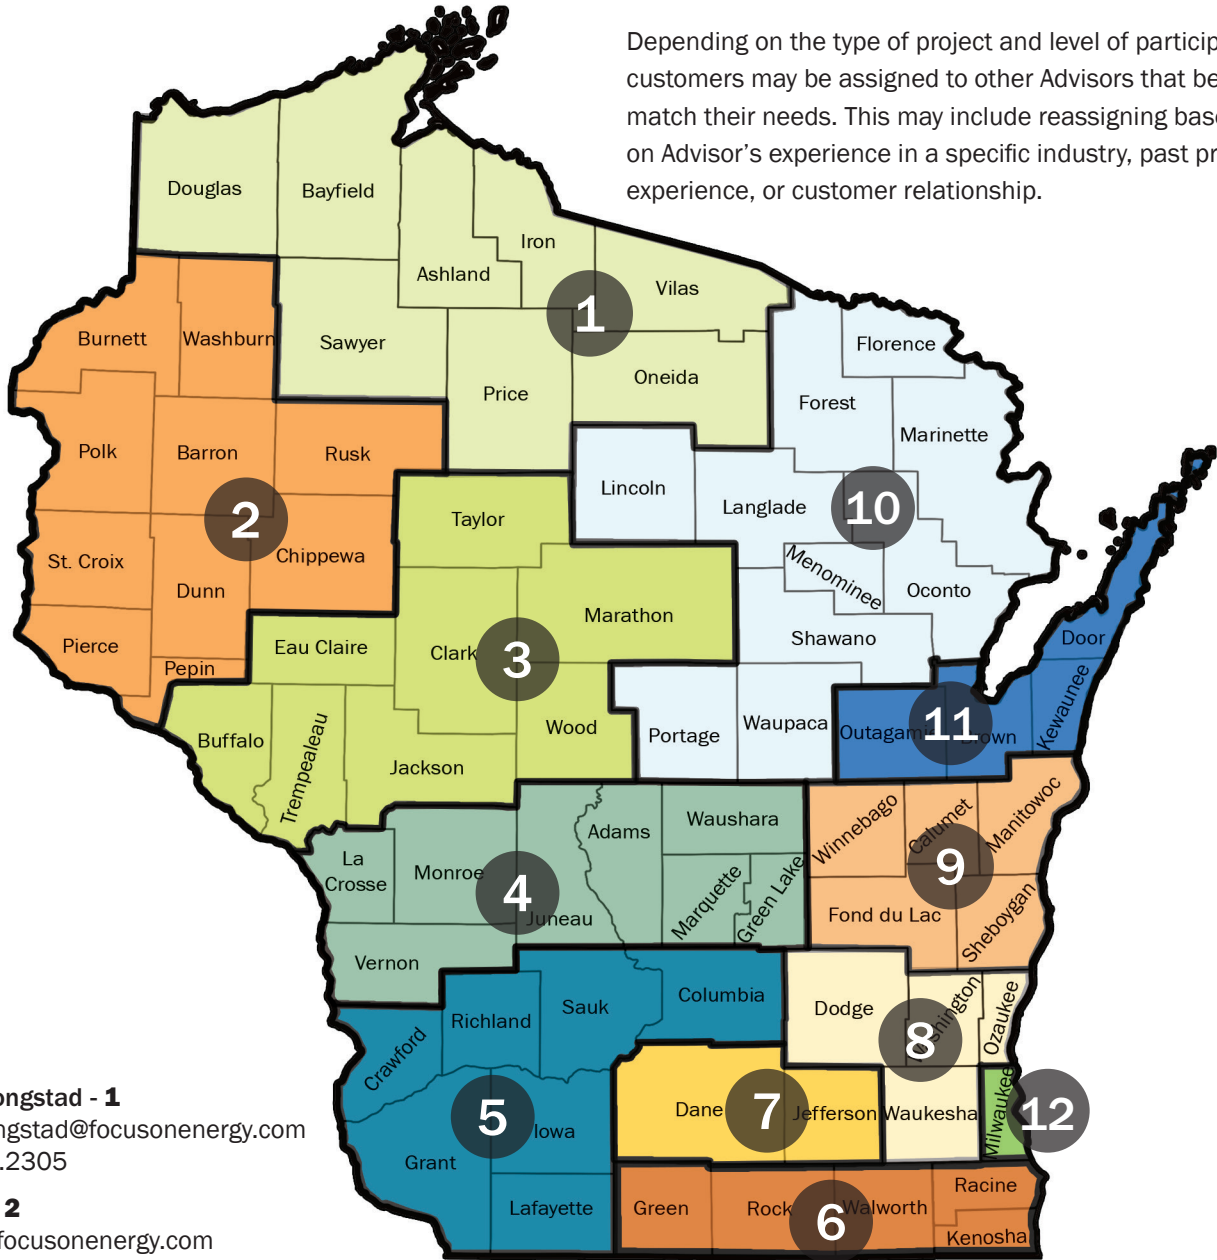 Depending on the type of project and level of particip
customers may be assigned to other Advisors that be
match their needs. This may include reassigning base
on Advisor's experience in a specific industry, past pr
experience, or customer relationship.
Douglas
Bayfield
Iron
Ashland
Vilas
1
Burnett
Washburn
Sawyer
Florence
Oneida
Price
Forest
Marinette
Polk
Barron
Rusk
Lincoln
Langlade
10
Taylor
2
St. Croix
Chippewa
Dunn
Menominee
Oconto
Marathon
Pierce
Eau Claire
Clark
3
Shawano
Door
Pepin
Kewaunee
Buffalo
Trempealeau
Wood
Portage
Waupaca
Outagamie
11
Brown
Jackson
Adams
Waushara
Winnebago
Calumet
Manitowoc
La
Crosse
Monroe
4
9
Juneau
Marquette
Green Lake
Fond du Lac
Sheboygan
Vernon
Columbia
Sauk
Richland
Dodge
Washington
Ozaukee
8
Crawford
Dane
7
Jefferson
Waukesha
Milwaukee
12
5
Iowa
Grant
Lafayette
Green
Rock
6
Walworth
Racine
Kenosha
ongstad - 1
ngstad@focusonenergy.com
.2305
2
focusonenergy.com